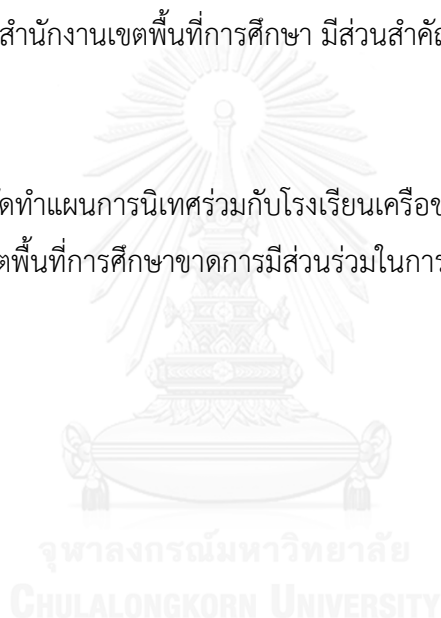 สำนักงานเขตพื้นที่การศึกษา มีส่วนสำคัญ
ัดทำแผนการนิเทศร่วมกับโรงเรียนเครือข
ตพื้นที่การศึกษาขาดการมีส่วนร่วมในการ
จุฬาลงกรณ์มหาวิทยาลัย
CHULALONGKORN UNIVERSITY